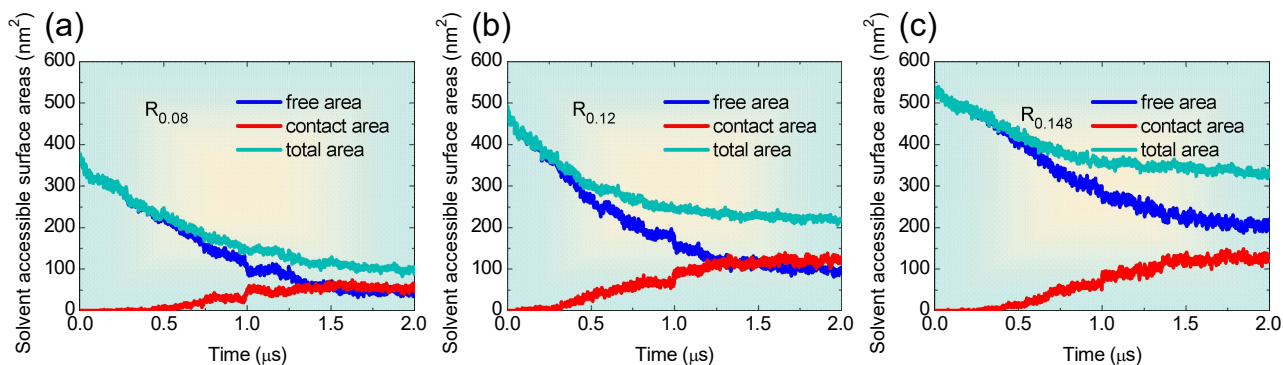 (a)
Solvent accessible surface areas (nm²)
600
500
400
300
200
100
0
R₀.₀₈
free area
contact area
total area
0.0 0.5 1.0 1.5 2.0
Time (μs)
(b)
Solvent accessible surface areas (nm²)
600
500
400
300
200
100
0
R₀.₁₂
free area
contact area
total area
0.0 0.5 1.0 1.5 2.0
Time (μs)
(c)
Solvent accessible surface areas (nm²)
600
500
400
300
200
100
0
R₀.₁₄₈
free area
contact area
total area
0.0 0.5 1.0 1.5 2.0
Time (μs)